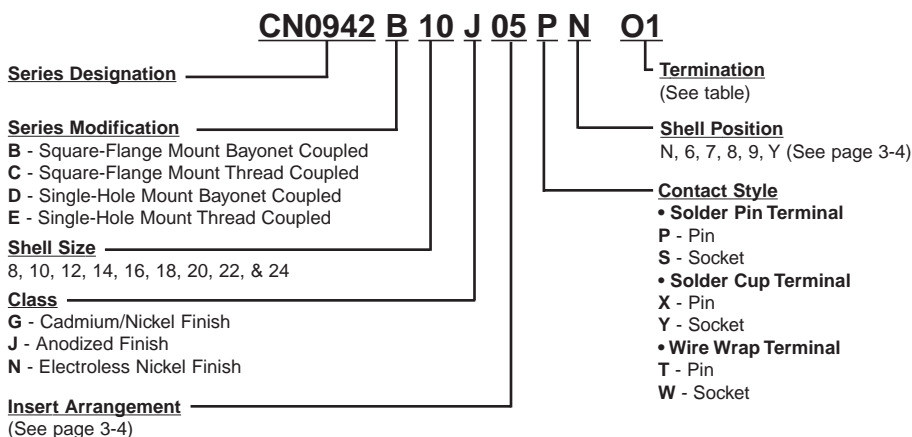 CN0942 B 10 J 05 P N O1
Series Designation
Series Modification
B - Square-Flange Mount Bayonet Coupled
C - Square-Flange Mount Thread Coupled
D - Single-Hole Mount Bayonet Coupled
E - Single-Hole Mount Thread Coupled
Shell Size
8, 10, 12, 14, 16, 18, 20, 22, & 24
Class
G - Cadmium/Nickel Finish
J - Anodized Finish
N - Electroless Nickel Finish
Insert Arrangement
(See page 3-4)
Termination
(See table)
Shell Position
N, 6, 7, 8, 9, Y (See page 3-4)
Contact Style
• Solder Pin Terminal
P - Pin
S - Socket
• Solder Cup Terminal
X - Pin
Y - Socket
• Wire Wrap Terminal
T - Pin
W - Socket